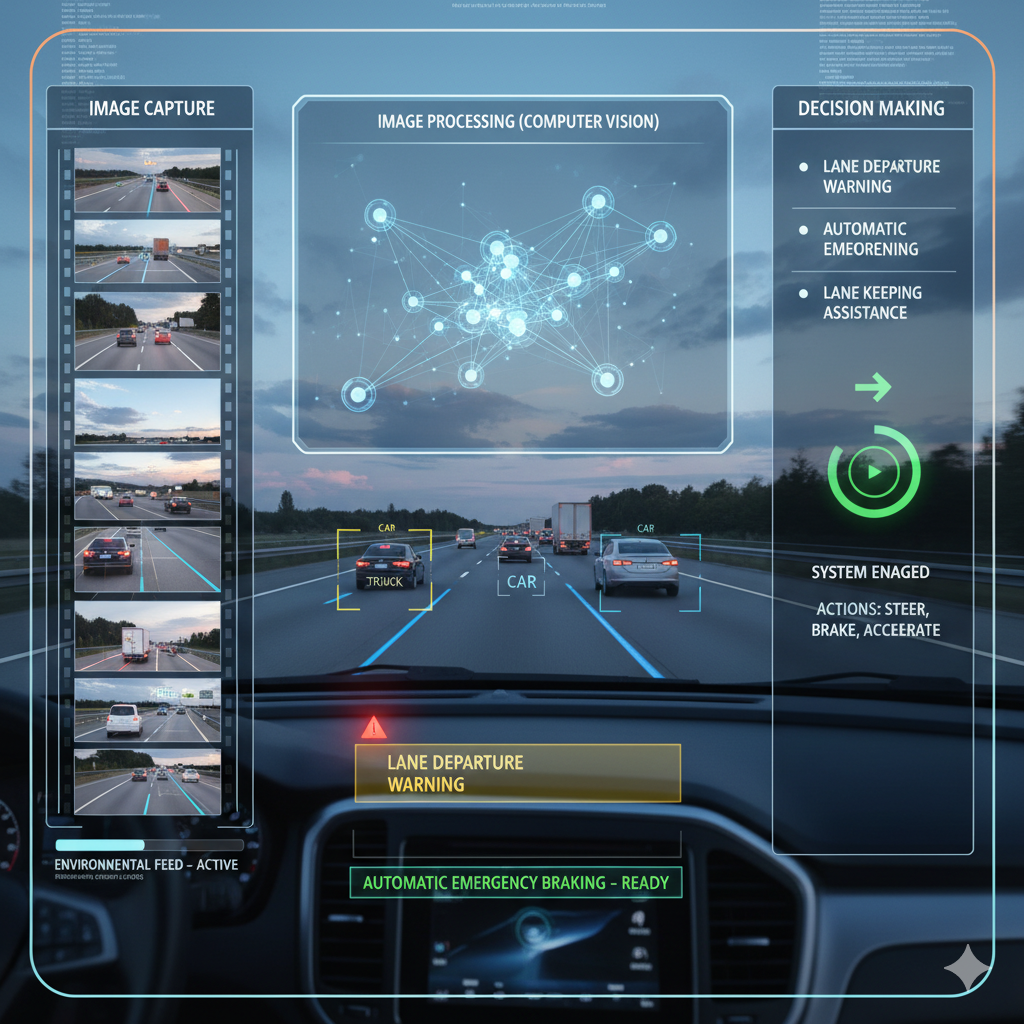 IMAGE CAPTURE
IMAGE PROCESSING (COMPUTER VISION)
DECISION MAKING
LANE DEPARTURE
WARNING
AUTOMATIC
EMEORENING
LANE KEEPING
ASSISTANCE
CAR
TRUCK
CAR
CAR
SYSTEM ENAGED
ACTIONS: STEER,
BRAKE, ACCEERATE
LANE DEPARTURE
WARNING
ENVIRONMENTAL FEED – ACTIVE
AUTOMATIC EMERGENCY BRAKING – READY